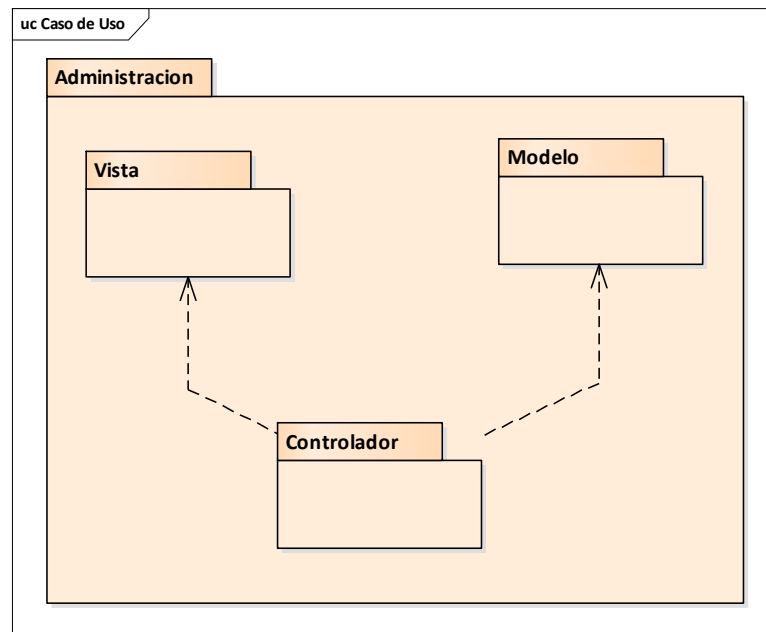 uc Caso de Uso
Administracion
Vista
Modelo
Controlador